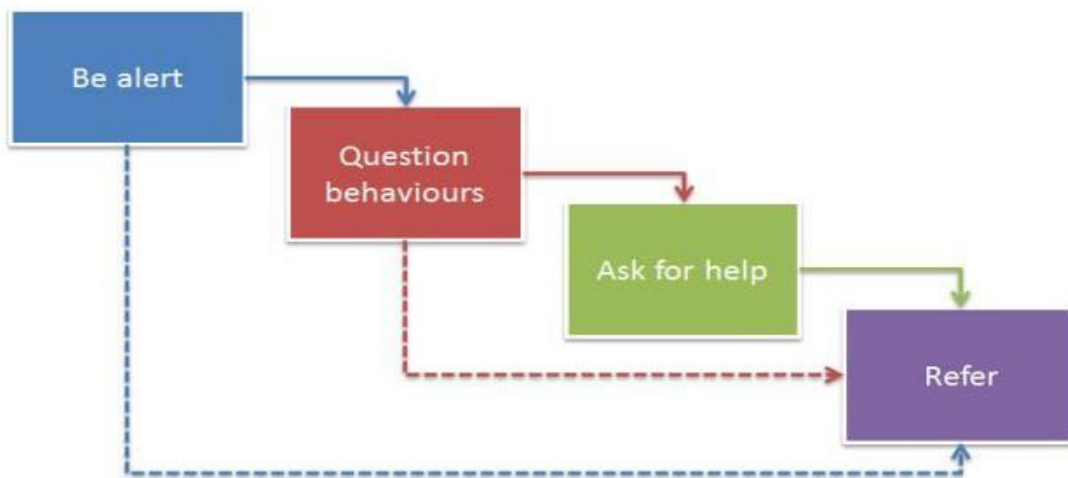 Be alert
Question
behaviours
Ask for help
Refer